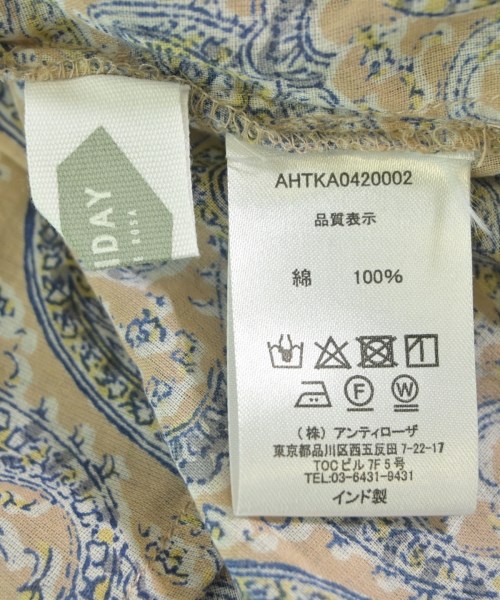 IDAY
ROSA
AHTKA0420002
品質表示
綿 100%
F W
(株) アンティローザ
東京都品川区西五反田7-22-17
TOCビル 7F 5号
TEL:03-6431-9431
インド製